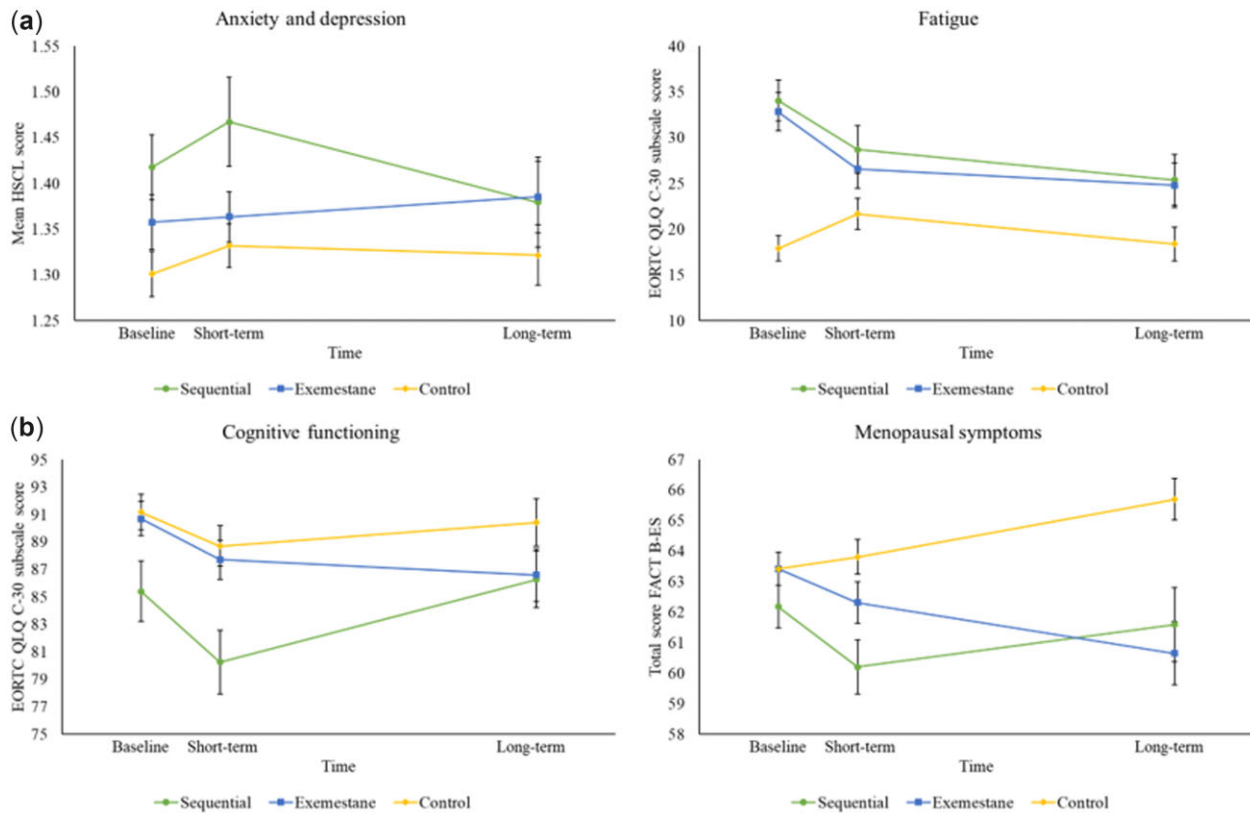 (a)
Anxiety and depression
Mean HSCL score
1.55
1.50
1.45
1.40
1.35
1.30
1.25
Baseline Short-term Long-term
Time
Sequential Exemestane Control
Fatigue
EORTC QLQ C-30 subscale score
40
35
30
25
20
15
10
Baseline Short-term Long-term
Time
Sequential Exemestane Control
(b)
Cognitive functioning
EORTC QLQ C-30 subscale score
95
93
91
89
87
85
83
81
79
77
75
Baseline Short-term Long-term
Time
Sequential Exemestane Control
Menopausal symptoms
Total score FACT B-ES
67
66
65
64
63
62
61
60
59
58
Baseline Short-term Long-term
Time
Sequential Exemestane Control